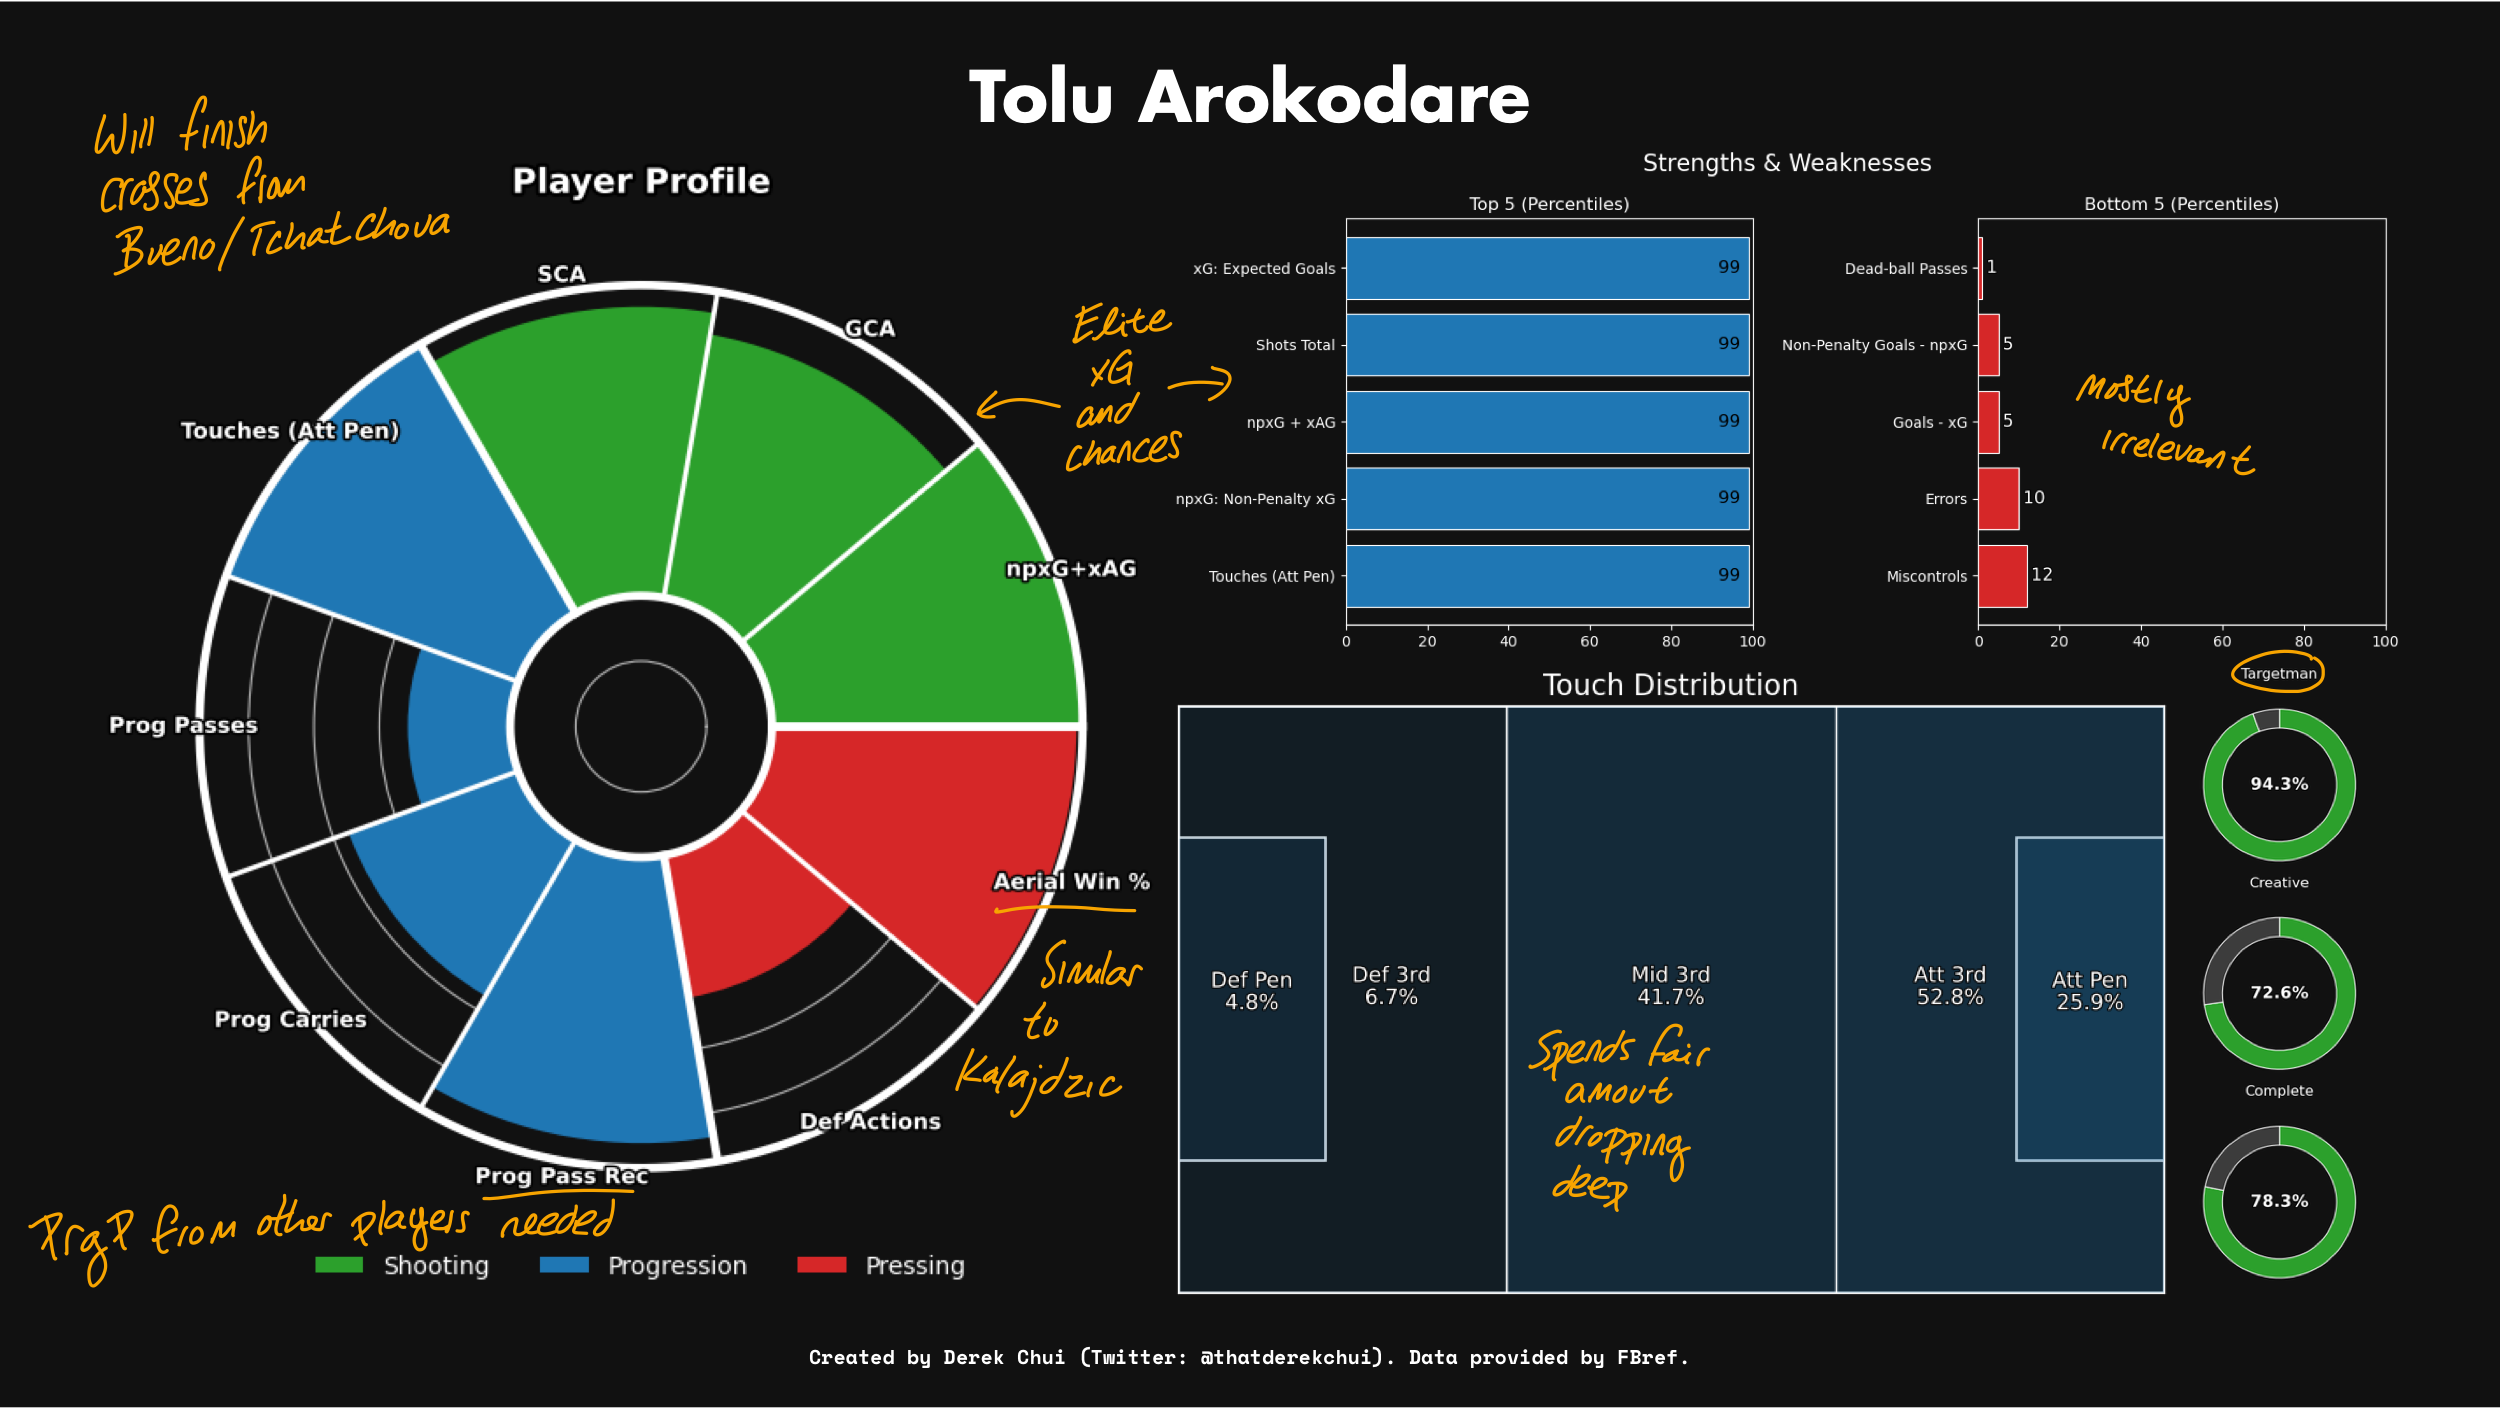 Tolu Arokodare
Will finish
crosses from
Bueno/Tchatchova
Player Profile
SCA
GCA
Touches (Att Pen)
npxG+xAG
Prog Passes
Aerial Win %
Prog Carries
Def Actions
Prog Pass Rec
Similar
to
Kalajdzic
PrgP from other players needed
Shooting
Progression
Pressing
Elite
xG
and
chances
Strengths & Weaknesses
Top 5 (Percentiles)
xG: Expected Goals 99
Shots Total 99
npxG + xAG 99
npxG: Non-Penalty xG 99
Touches (Att Pen) 99
0 20 40 60 80 100
Bottom 5 (Percentiles)
Dead-ball Passes 1
Non-Penalty Goals - npxG 5
Goals - xG 5
Errors 10
Miscontrols 12
0 20 40 60 80 100
Mostly
irrelevant
Touch Distribution
Def Pen
4.8%
Def 3rd
6.7%
Mid 3rd
41.7%
Att 3rd
52.8%
Att Pen
25.9%
Spends fair
amout
dropping
deep
Targetman
94.3%
Creative
72.6%
Complete
78.3%
Created by Derek Chui (Twitter: @thatderekchui). Data provided by FBref.